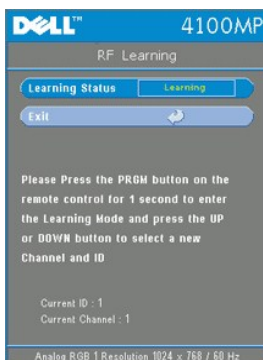 DELL™ 4100MP
RF Learning
Learning Status Learning
Exit
Please Press the PRGM button on the
remote control for 1 second to enter
the Learning Mode and press the UP
or DOWN button to select a new
Channel and ID
Current ID : 1
Current Channel : 1
Analog RGB 1 Resolution 1024 x 768 / 60 Hz